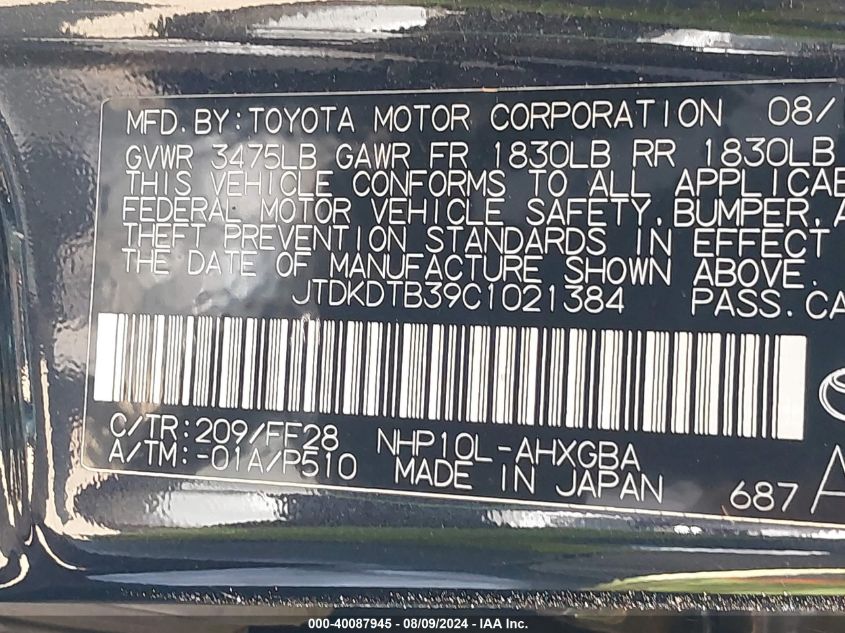 MFD.BY:TOYOTA MOTOR CORPORATION 08/
GVWR 3475LB GAWR FR 1830LB RR 1830LB
THIS VEHICLE CONFORMS TO ALL APPLICAB
FEDERAL MOTOR VEHICLE SAFETY,BUMPER,A
THEFT PREVENTION STANDARDS IN EFFECT
THE DATE OF MANUFACTURE SHOWN ABOVE.
JTDKDTB39C1021384 PASS.CA
C/TR:209/FF28 NHP10L-AHXGBA
A/TM:-01A/P510 MADE IN JAPAN 687 A
000-40087945 - 08/09/2024 - IAA Inc.